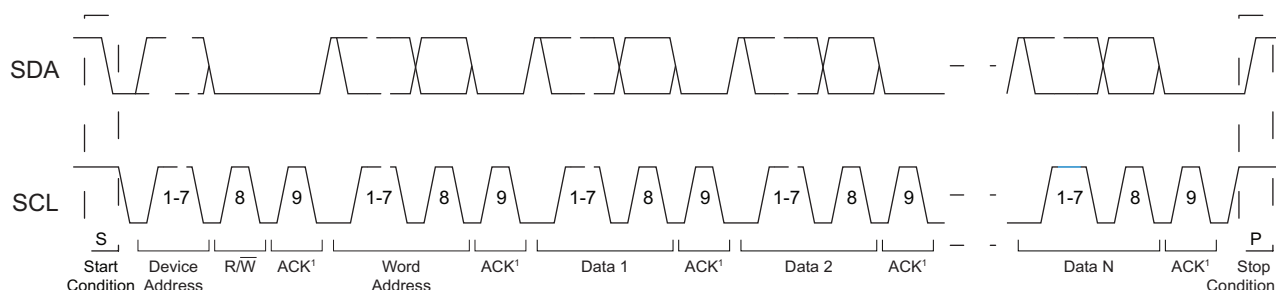 SDA
SCL
1-7 8 9 1-7 8 9 1-7 8 9 1-7 8 9 1-7 8 9
S P
Start Condition
Device Address
R/W̅
ACK¹
Word Address
ACK¹
Data 1
ACK¹
Data 2
ACK¹
Data N
ACK¹
Stop Condition